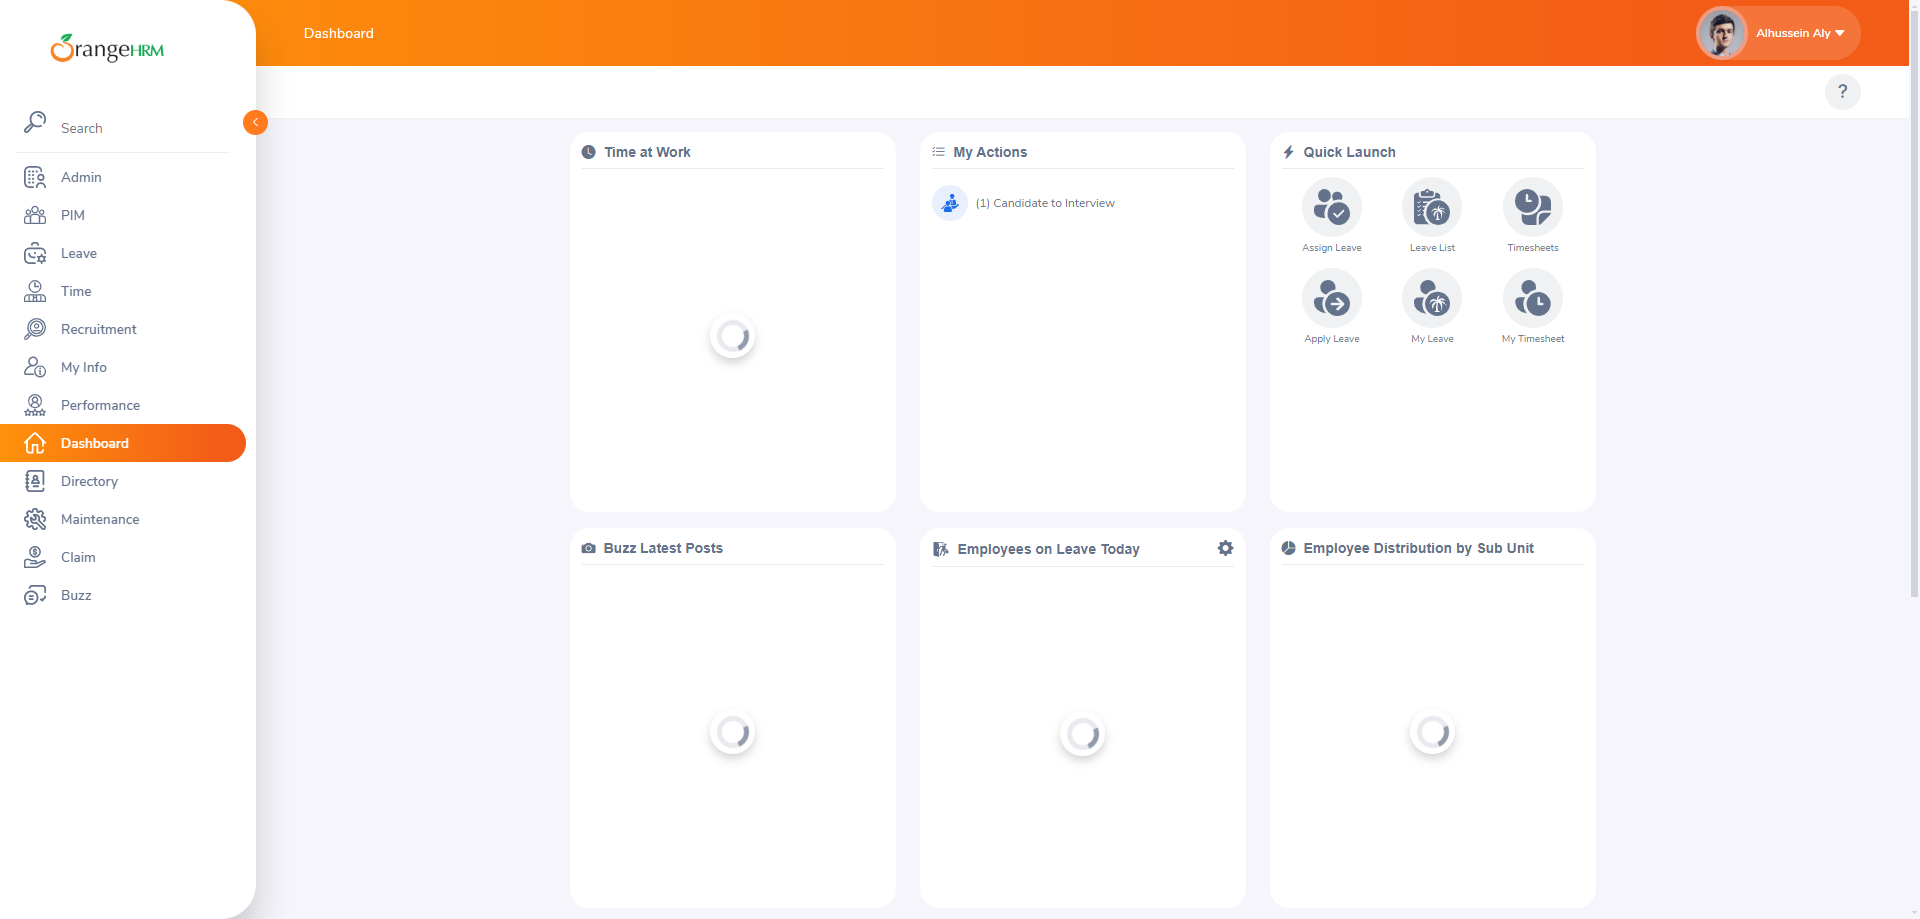 OrangeHRM
Dashboard
Alhussein Aly
?
Search
Admin
PIM
Leave
Time
Recruitment
My Info
Performance
Dashboard
Directory
Maintenance
Claim
Buzz
Time at Work
My Actions
(1) Candidate to Interview
Quick Launch
Assign Leave
Leave List
Timesheets
Apply Leave
My Leave
My Timesheet
Buzz Latest Posts
Employees on Leave Today
Employee Distribution by Sub Unit